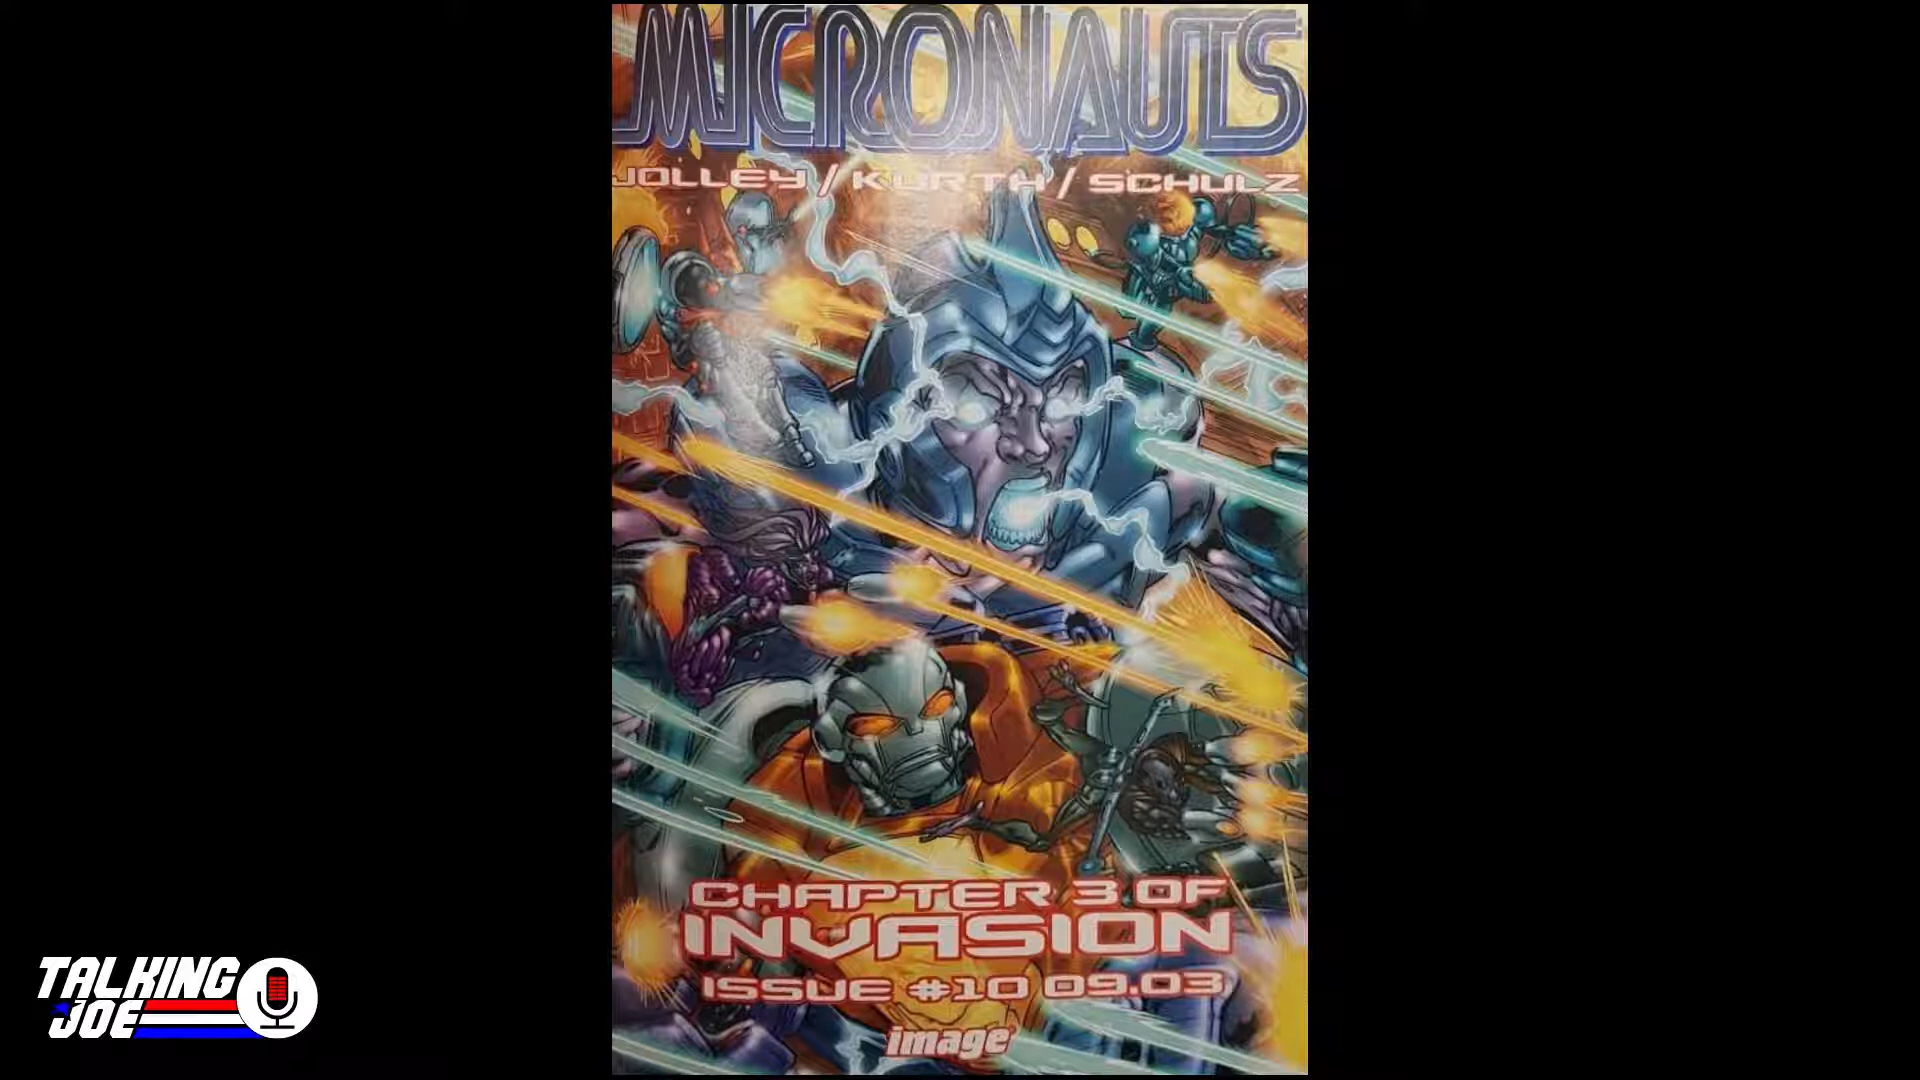 MICRONAUTS
JOLLEY / KURTH / SCHULZ
CHAPTER 3 OF
INVASION
ISSUE #10 09.03
image
TALKING
JOE